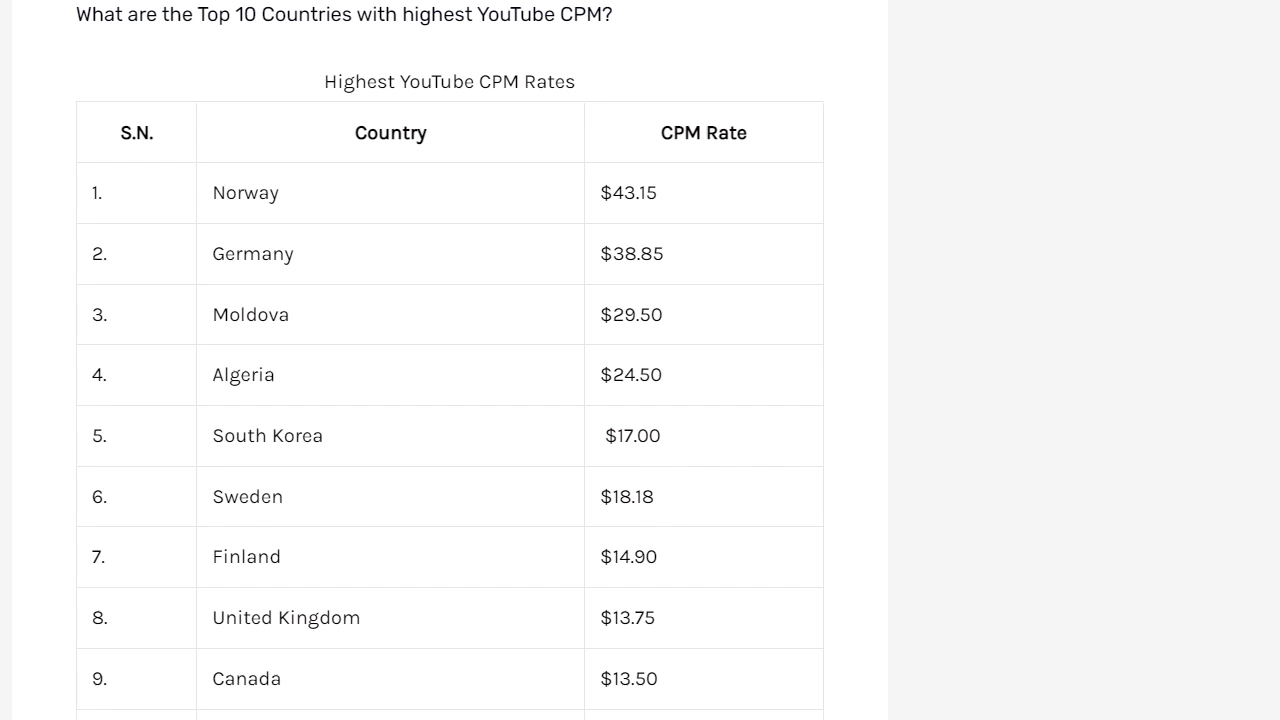 What are the Top 10 Countries with highest YouTube CPM?
Highest YouTube CPM Rates
S.N. Country CPM Rate
1. Norway $43.15
2. Germany $38.85
3. Moldova $29.50
4. Algeria $24.50
5. South Korea $17.00
6. Sweden $18.18
7. Finland $14.90
8. United Kingdom $13.75
9. Canada $13.50